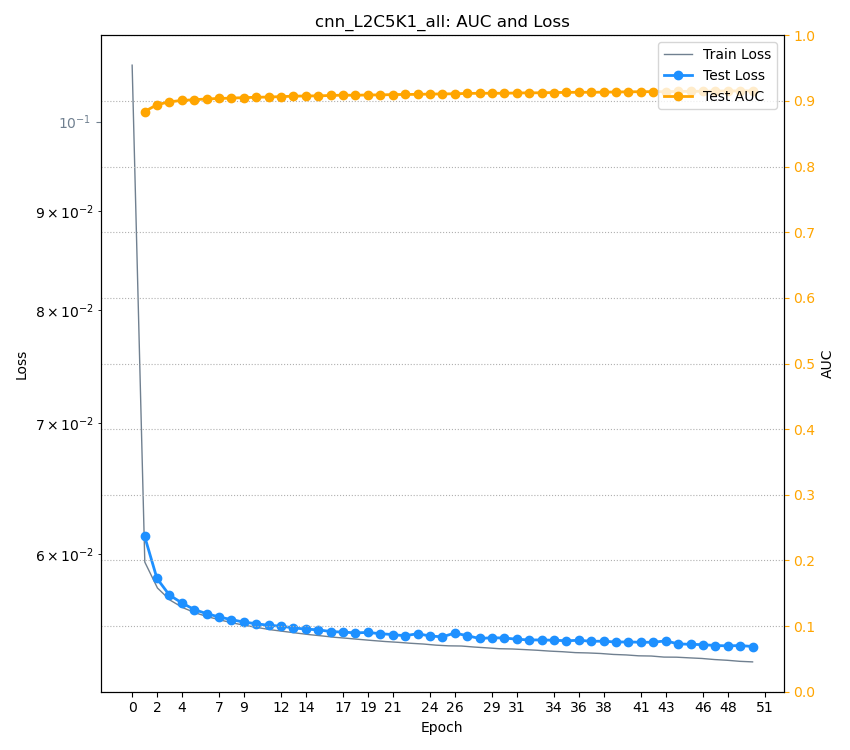 cnn_L2C5K1_all: AUC and Loss
Train Loss
Test Loss
Test AUC
10⁻¹
9 × 10⁻²
8 × 10⁻²
7 × 10⁻²
6 × 10⁻²
Loss
1.0
0.9
0.8
0.7
0.6
0.5
0.4
0.3
0.2
0.1
0.0
AUC
0 2 4 7 9 12 14 17 19 21 24 26 29 31 34 36 38 41 43 46 48 51
Epoch